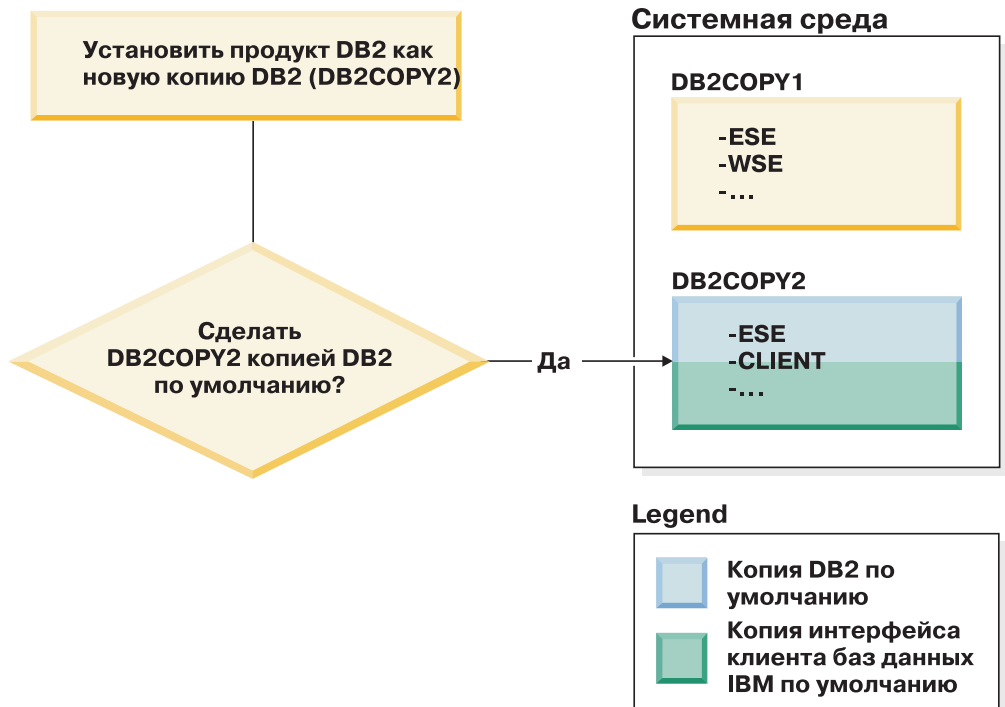 Установить продукт DB2 как
новую копию DB2 (DB2COPY2)
Сделать
DB2COPY2 копией DB2
по умолчанию?
Да
Системная среда
DB2COPY1
-ESE
-WSE
-...
DB2COPY2
-ESE
-CLIENT
-...
Legend
Копия DB2 по
умолчанию
Копия интерфейса
клиента баз данных
IBM по умолчанию